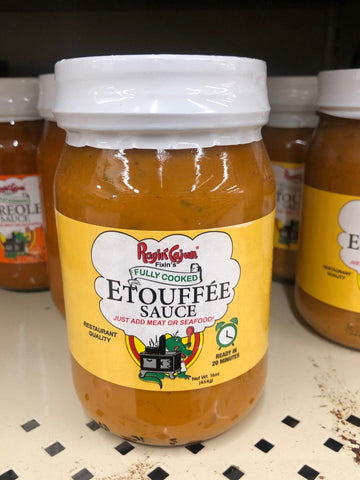 Ragin' Cajun®
Fixin's
FULLY COOKED
ETOUFFÉE
SAUCE
JUST ADD MEAT OR SEAFOOD!
RESTAURANT
QUALITY
READY IN
20 MINUTES
Net Wt. 16oz
(454g)
REOLE
SAUCE
RESTAURANT
QUALITY